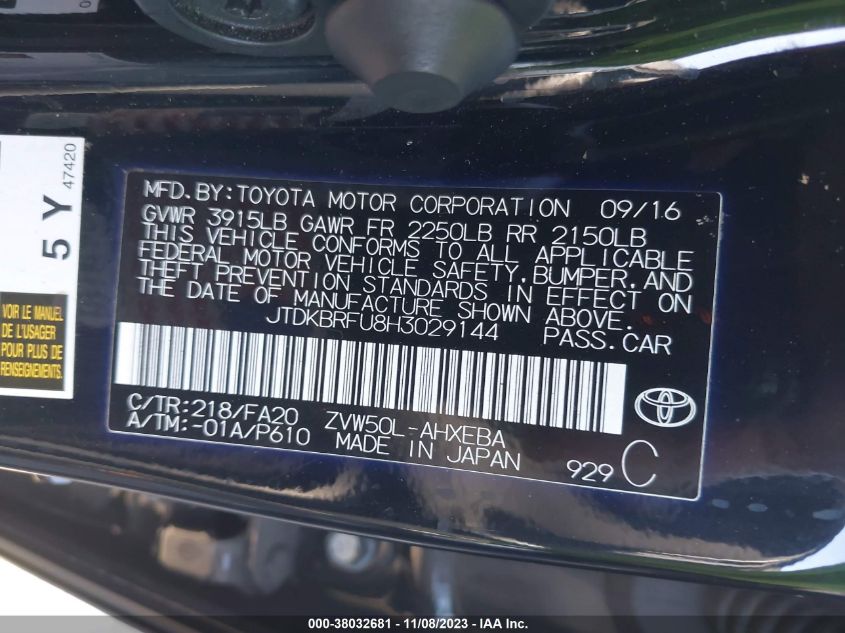 5 Y
47420
VOIR LE MANUEL
DE L'USAGER
POUR PLUS DE
RENSEIGNEMENTS.
MFD.BY:TOYOTA MOTOR CORPORATION 09/16
GVWR 3915LB GAWR FR 2250LB RR 2150LB
THIS VEHICLE CONFORMS TO ALL APPLICABLE
FEDERAL MOTOR VEHICLE SAFETY,BUMPER,AND
THEFT PREVENTION STANDARDS IN EFFECT ON
THE DATE OF MANUFACTURE SHOWN ABOVE.
JTDKBRFU8H3029144 PASS.CAR
C/TR:218/FA20 ZVW50L-AHXEBA
A/TM:-01A/P610 MADE IN JAPAN
929 C
000-38032681 - 11/08/2023 - IAA Inc.